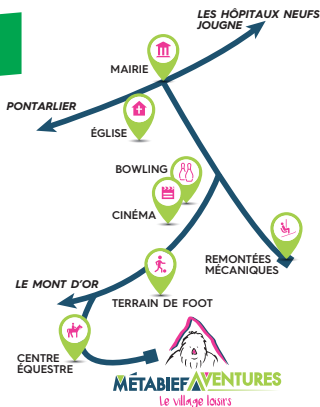 LES HÔPITAUX NEUFS
JOUGNE
MAIRIE
PONTARLIER
ÉGLISE
BOWLING
CINÉMA
REMONTÉES
MÉCANIQUES
LE MONT D'OR
TERRAIN DE FOOT
CENTRE
ÉQUESTRE
MÉTABIEF AVENTURES
Le village loisirs